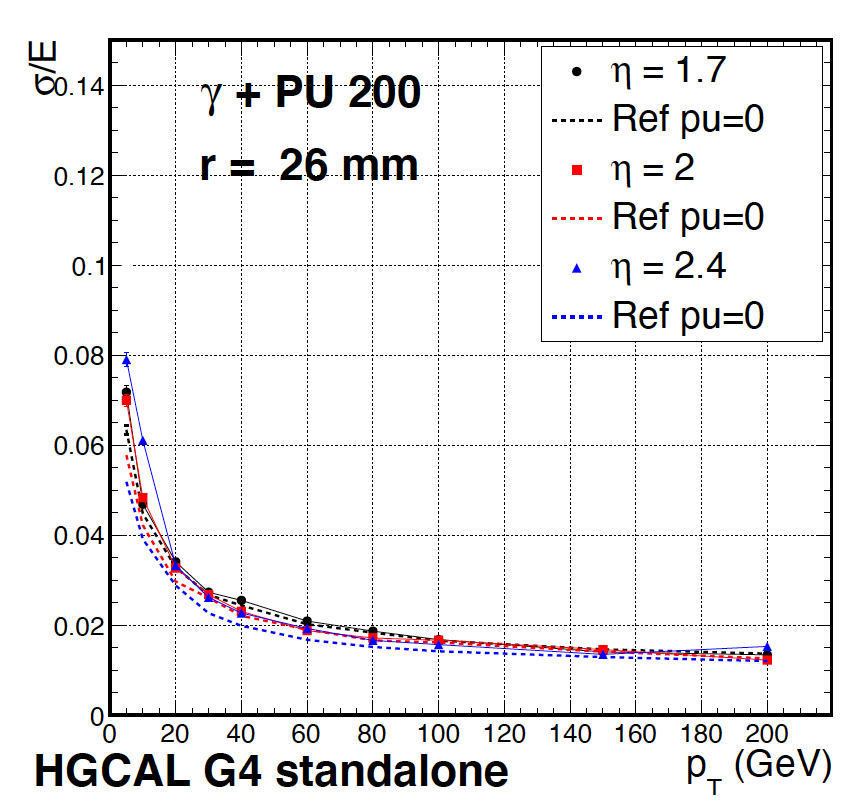 σ/E
0.14
0.12
0.1
0.08
0.06
0.04
0.02
0
γ + PU 200
r = 26 mm
η = 1.7
Ref pu=0
η = 2
Ref pu=0
η = 2.4
Ref pu=0
0 20 40 60 80 100 120 140 160 180 200
HGCAL G4 standalone
p_T (GeV)